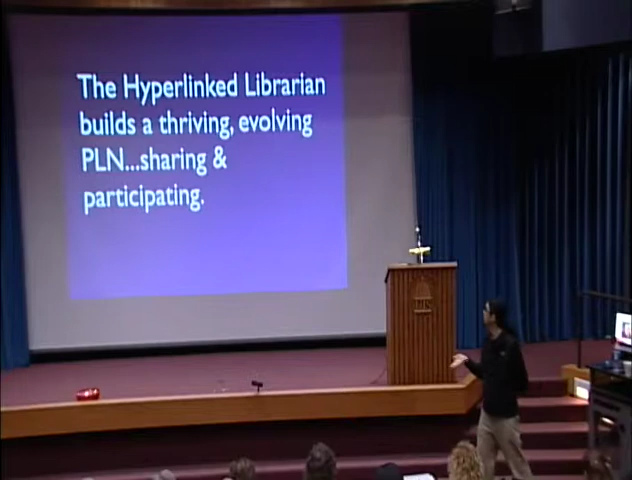 The Hyperlinked Librarian
builds a thriving, evolving
PLN...sharing &
participating.